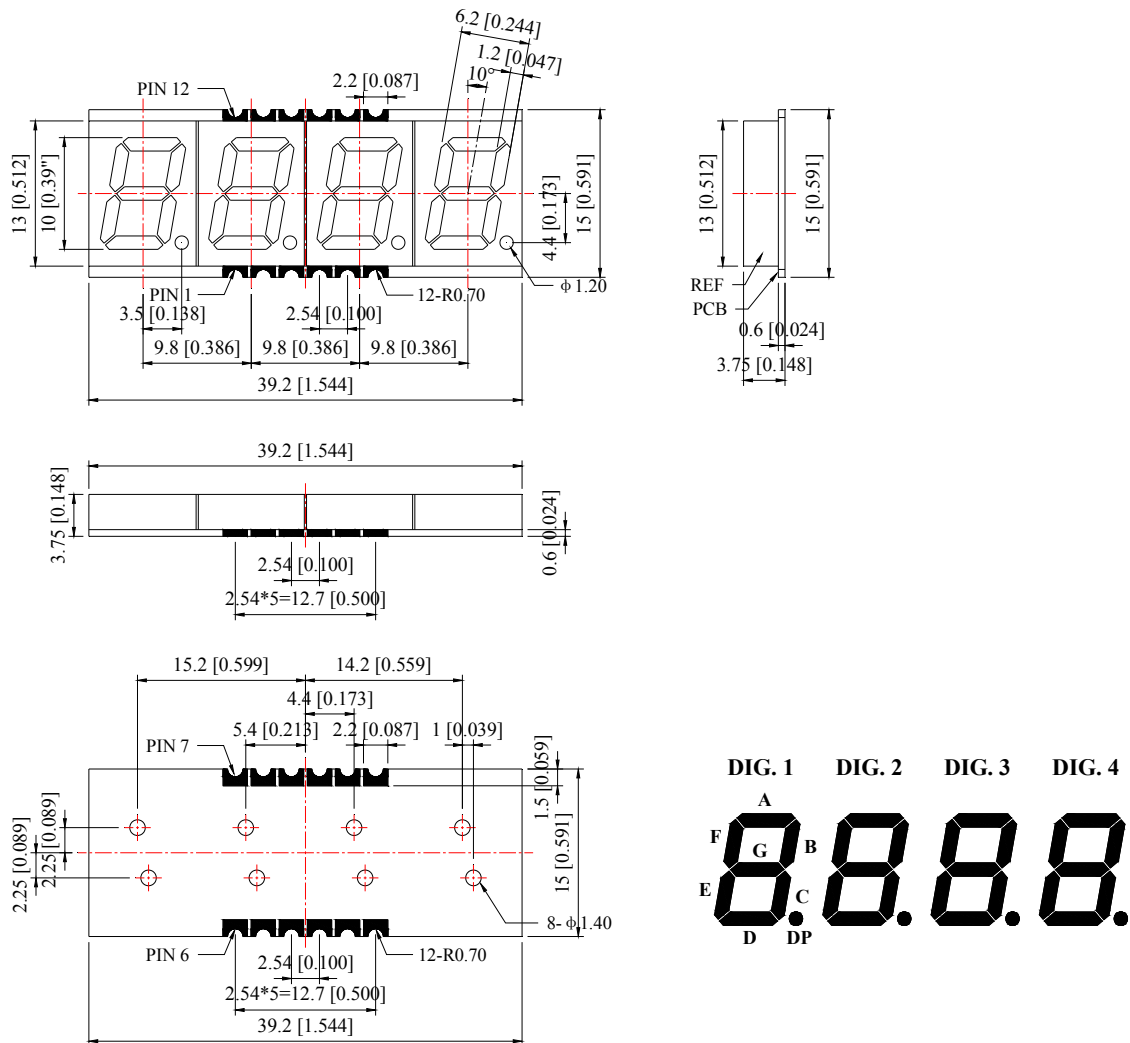 6.2 [0.244]
1.2 [0.047]
10°
2.2 [0.087]
PIN 12
13 [0.512]
10 [0.39"]
4.4 [0.173]
15 [0.591]
PIN 1
12-R0.70
ϕ 1.20
3.5 [0.138]
2.54 [0.100]
9.8 [0.386]
9.8 [0.386]
9.8 [0.386]
39.2 [1.544]
13 [0.512]
15 [0.591]
REF
PCB
0.6 [0.024]
3.75 [0.148]
39.2 [1.544]
3.75 [0.148]
0.6 [0.024]
2.54 [0.100]
2.54*5=12.7 [0.500]
15.2 [0.599]
14.2 [0.559]
4.4 [0.173]
5.4 [0.213]
2.2 [0.087]
1 [0.039]
PIN 7
1.5 [0.059]
2.25 [0.089]
2.25 [0.089]
15 [0.591]
8- ϕ 1.40
PIN 6
12-R0.70
2.54 [0.100]
2.54*5=12.7 [0.500]
39.2 [1.544]
DIG. 1 DIG. 2 DIG. 3 DIG. 4
A
F
B
G
E
C
D
DP